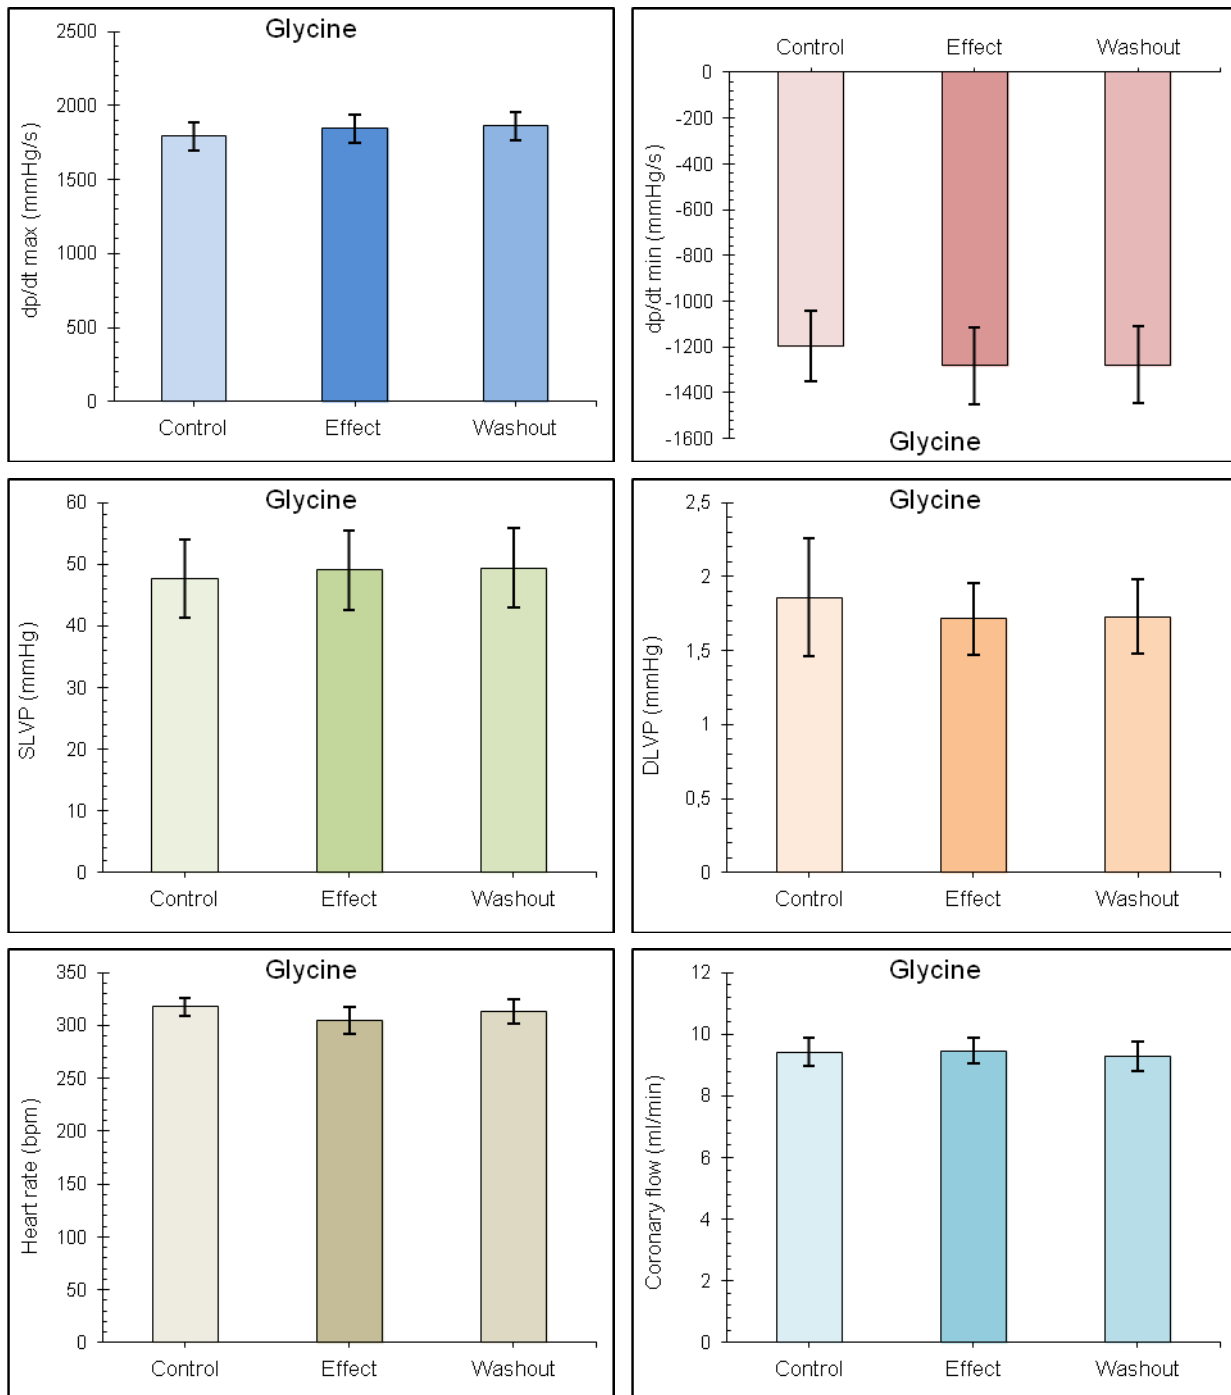 Glycine
dp/dt max (mmHg/s)
2500
2000
1500
1000
500
0
Control Effect Washout
Control Effect Washout
dp/dt min (mmHg/s)
0
-200
-400
-600
-800
-1000
-1200
-1400
-1600
Glycine
Glycine
SLVP (mmHg)
60
50
40
30
20
10
0
Control Effect Washout
Glycine
DLVP (mmHg)
2,5
2
1,5
1
0,5
0
Control Effect Washout
Glycine
Heart rate (bpm)
350
300
250
200
150
100
50
0
Control Effect Washout
Glycine
Coronary flow (ml/min)
12
10
8
6
4
2
0
Control Effect Washout